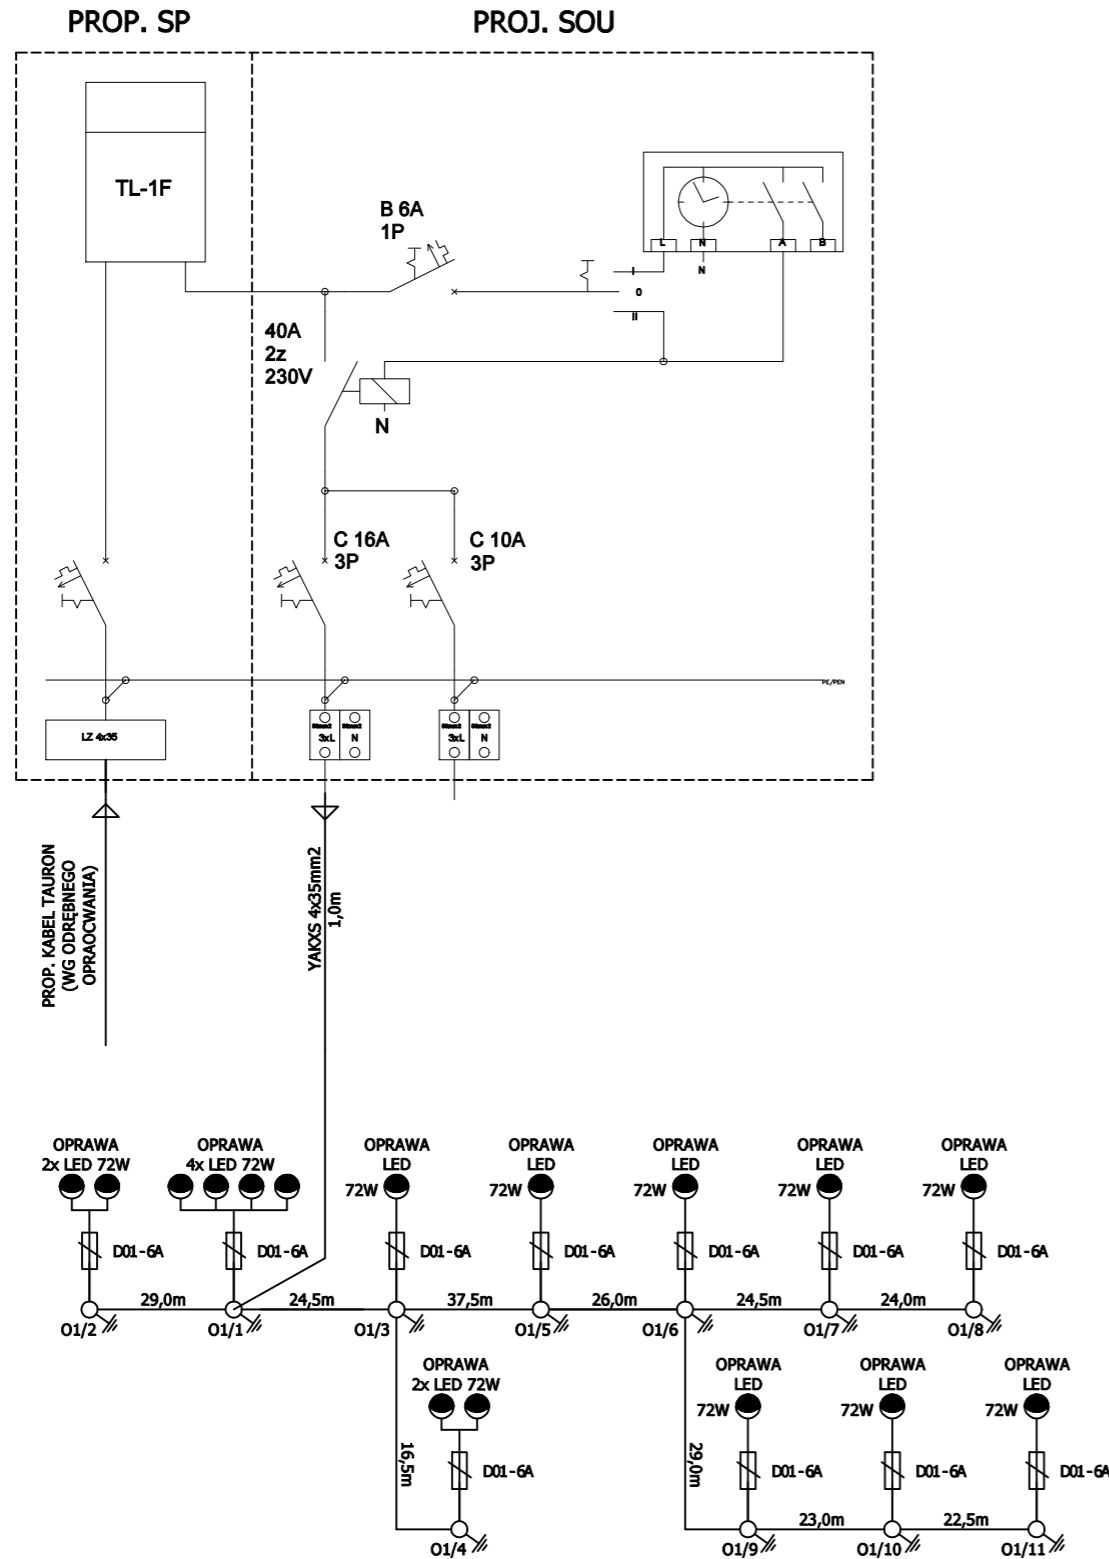 PROP. SP
PROJ. SOU
TL-1F
B 6A
1P
L
N
A
B
N
I
0
II
40A
2z
230V
N
C 16A
3P
C 10A
3P
PE/PEN
LZ 4x35
3xL
N
3xL
N
PROP. KABEL TAURON
(WG ODRĘBNEGO
OPRAOCWANIA)
YAKXS 4x35mm2
1,0m
OPRAWA
2x LED 72W
OPRAWA
4x LED 72W
OPRAWA
LED
72W
OPRAWA
LED
72W
OPRAWA
LED
72W
OPRAWA
LED
72W
OPRAWA
LED
72W
D01-6A
D01-6A
D01-6A
D01-6A
D01-6A
D01-6A
D01-6A
29,0m
24,5m
37,5m
26,0m
24,5m
24,0m
O1/2
O1/1
O1/3
O1/5
O1/6
O1/7
O1/8
OPRAWA
2x LED 72W
OPRAWA
LED
72W
OPRAWA
LED
72W
OPRAWA
LED
72W
16,5m
D01-6A
29,0m
D01-6A
D01-6A
D01-6A
23,0m
22,5m
O1/4
O1/9
O1/10
O1/11